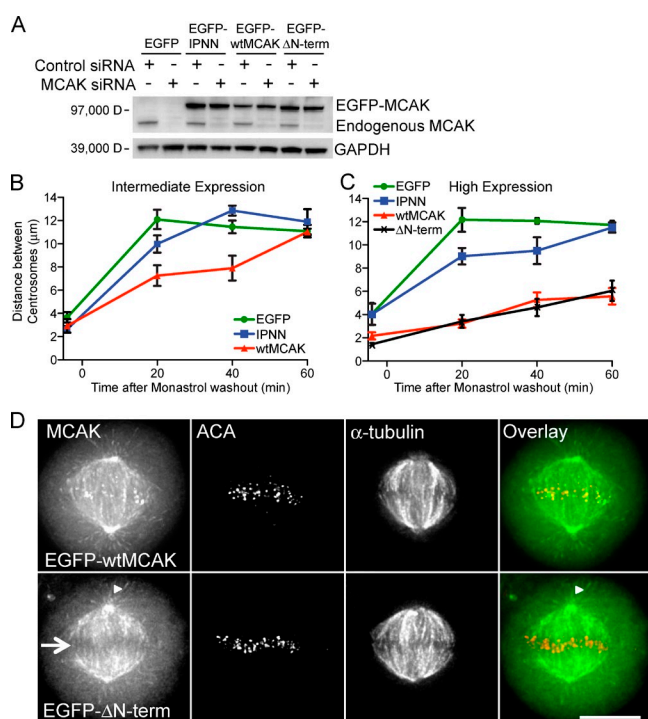 A
EGFP
EGFP-
IPNN
EGFP-
wtMCAK
EGFP-
ΔN-term
Control siRNA + - + - + - + -
MCAK siRNA - + - + - + - +
97,000 D -
EGFP-MCAK
Endogenous MCAK
39,000 D -
GAPDH
B
Intermediate Expression
Distance between
Centrosomes (µm)
14
12
10
8
6
4
2
0
0 20 40 60
Time after Monastrol washout (min)
EGFP
IPNN
wtMCAK
C
High Expression
EGFP
IPNN
wtMCAK
ΔN-term
14
12
10
8
6
4
2
0
0 20 40 60
Time after Monastrol washout (min)
D
MCAK
ACA
α-tubulin
Overlay
EGFP-wtMCAK
EGFP-ΔN-term